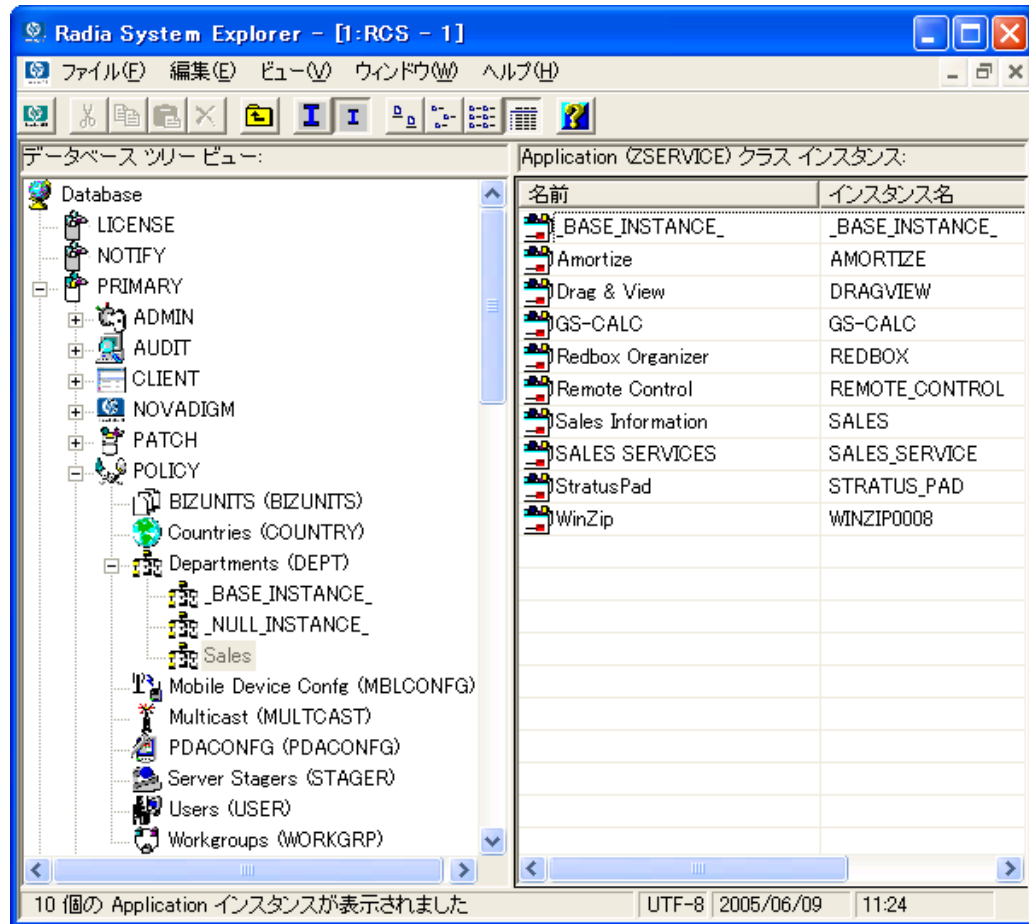 Radia System Explorer - [1:RCS - 1]
ファイル(F) 編集(E) ビュー(V) ウィンドウ(W) ヘルプ(H)
データベース ツリー ビュー:
Database
LICENSE
NOTIFY
PRIMARY
ADMIN
AUDIT
CLIENT
NOVADIGM
PATCH
POLICY
BIZUNITS (BIZUNITS)
Countries (COUNTRY)
Departments (DEPT)
_BASE_INSTANCE_
_NULL_INSTANCE_
Sales
Mobile Device Confg (MBLCONFG)
Multicast (MULTCAST)
PDACONFG (PDACONFG)
Server Stagers (STAGER)
Users (USER)
Workgroups (WORKGRP)
Application (ZSERVICE) クラス インスタンス:
名前 インスタンス名
_BASE_INSTANCE_ _BASE_INSTANCE_
Amortize AMORTIZE
Drag & View DRAGVIEW
GS-CALC GS-CALC
Redbox Organizer REDBOX
Remote Control REMOTE_CONTROL
Sales Information SALES
SALES SERVICES SALES_SERVICE
StratusPad STRATUS_PAD
WinZip WINZIP0008
10 個の Application インスタンスが表示されました UTF-8 2005/06/09 11:24